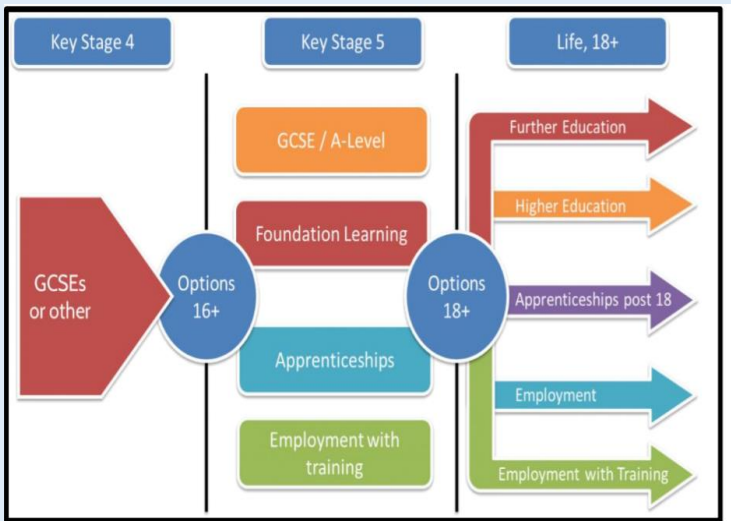 Key Stage 4
Key Stage 5
Life, 18+
GCSEs
or other
Options
16+
GCSE / A-Level
Foundation Learning
Apprenticeships
Employment with
training
Options
18+
Further Education
Higher Education
Apprenticeships post 18
Employment
Employment with Training